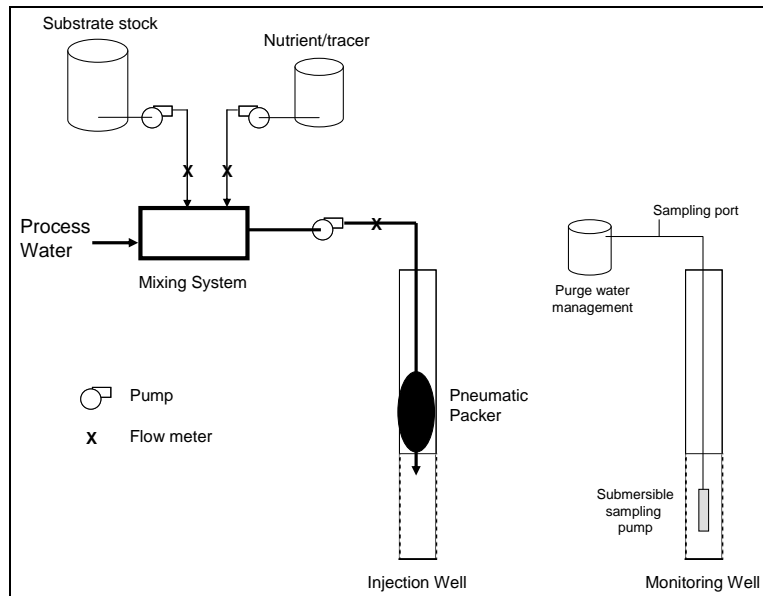 Substrate stock
Nutrient/tracer
X
X
Process
Water
Mixing System
X
Sampling port
Purge water
management
Pump
X
Flow meter
Pneumatic
Packer
Submersible
sampling
pump
Injection Well
Monitoring Well